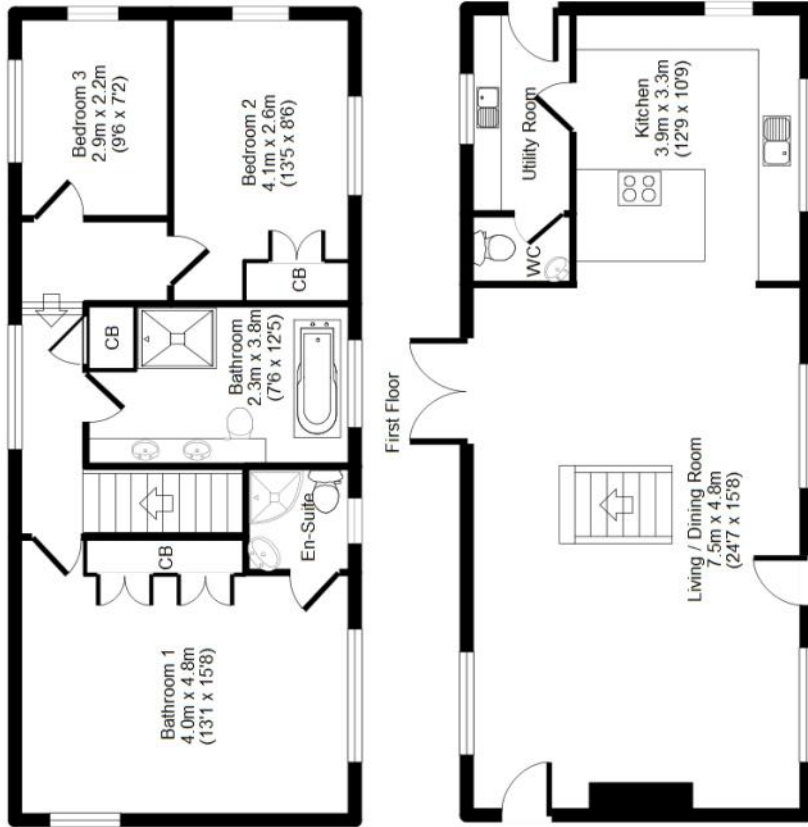 Bedroom 3
2.9m x 2.2m
(9'6 x 7'2)
Bedroom 2
4.1m x 2.6m
(13'5 x 8'6)
CB
CB
Bathroom
2.3m x 3.8m
(7'6 x 12'5)
En-Suite
CB
Bathroom 1
4.0m x 4.8m
(13'1 x 15'8)
First Floor
Utility Room
Kitchen
3.9m x 3.3m
(12'9 x 10'9)
WC
Living / Dining Room
7.5m x 4.8m
(24'7 x 15'8)